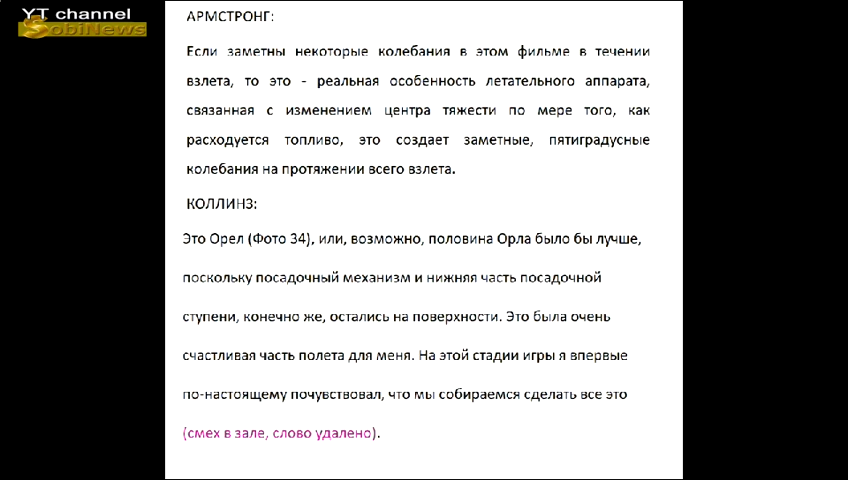 YT channel
SobiNews
АРМСТРОНГ:
Если заметны некоторые колебания в этом фильме в течении
взлета, то это - реальная особенность летательного аппарата,
связанная с изменением центра тяжести по мере того, как
расходуется топливо, это создает заметные, пятиградусные
колебания на протяжении всего взлета.
КОЛЛИНЗ:
Это Орел (Фото 34), или, возможно, половина Орла было бы лучше,
поскольку посадочный механизм и нижняя часть посадочной
ступени, конечно же, остались на поверхности. Это была очень
счастливая часть полета для меня. На этой стадии игры я впервые
по-настоящему почувствовал, что мы собираемся сделать все это
(смех в зале, слово удалено).